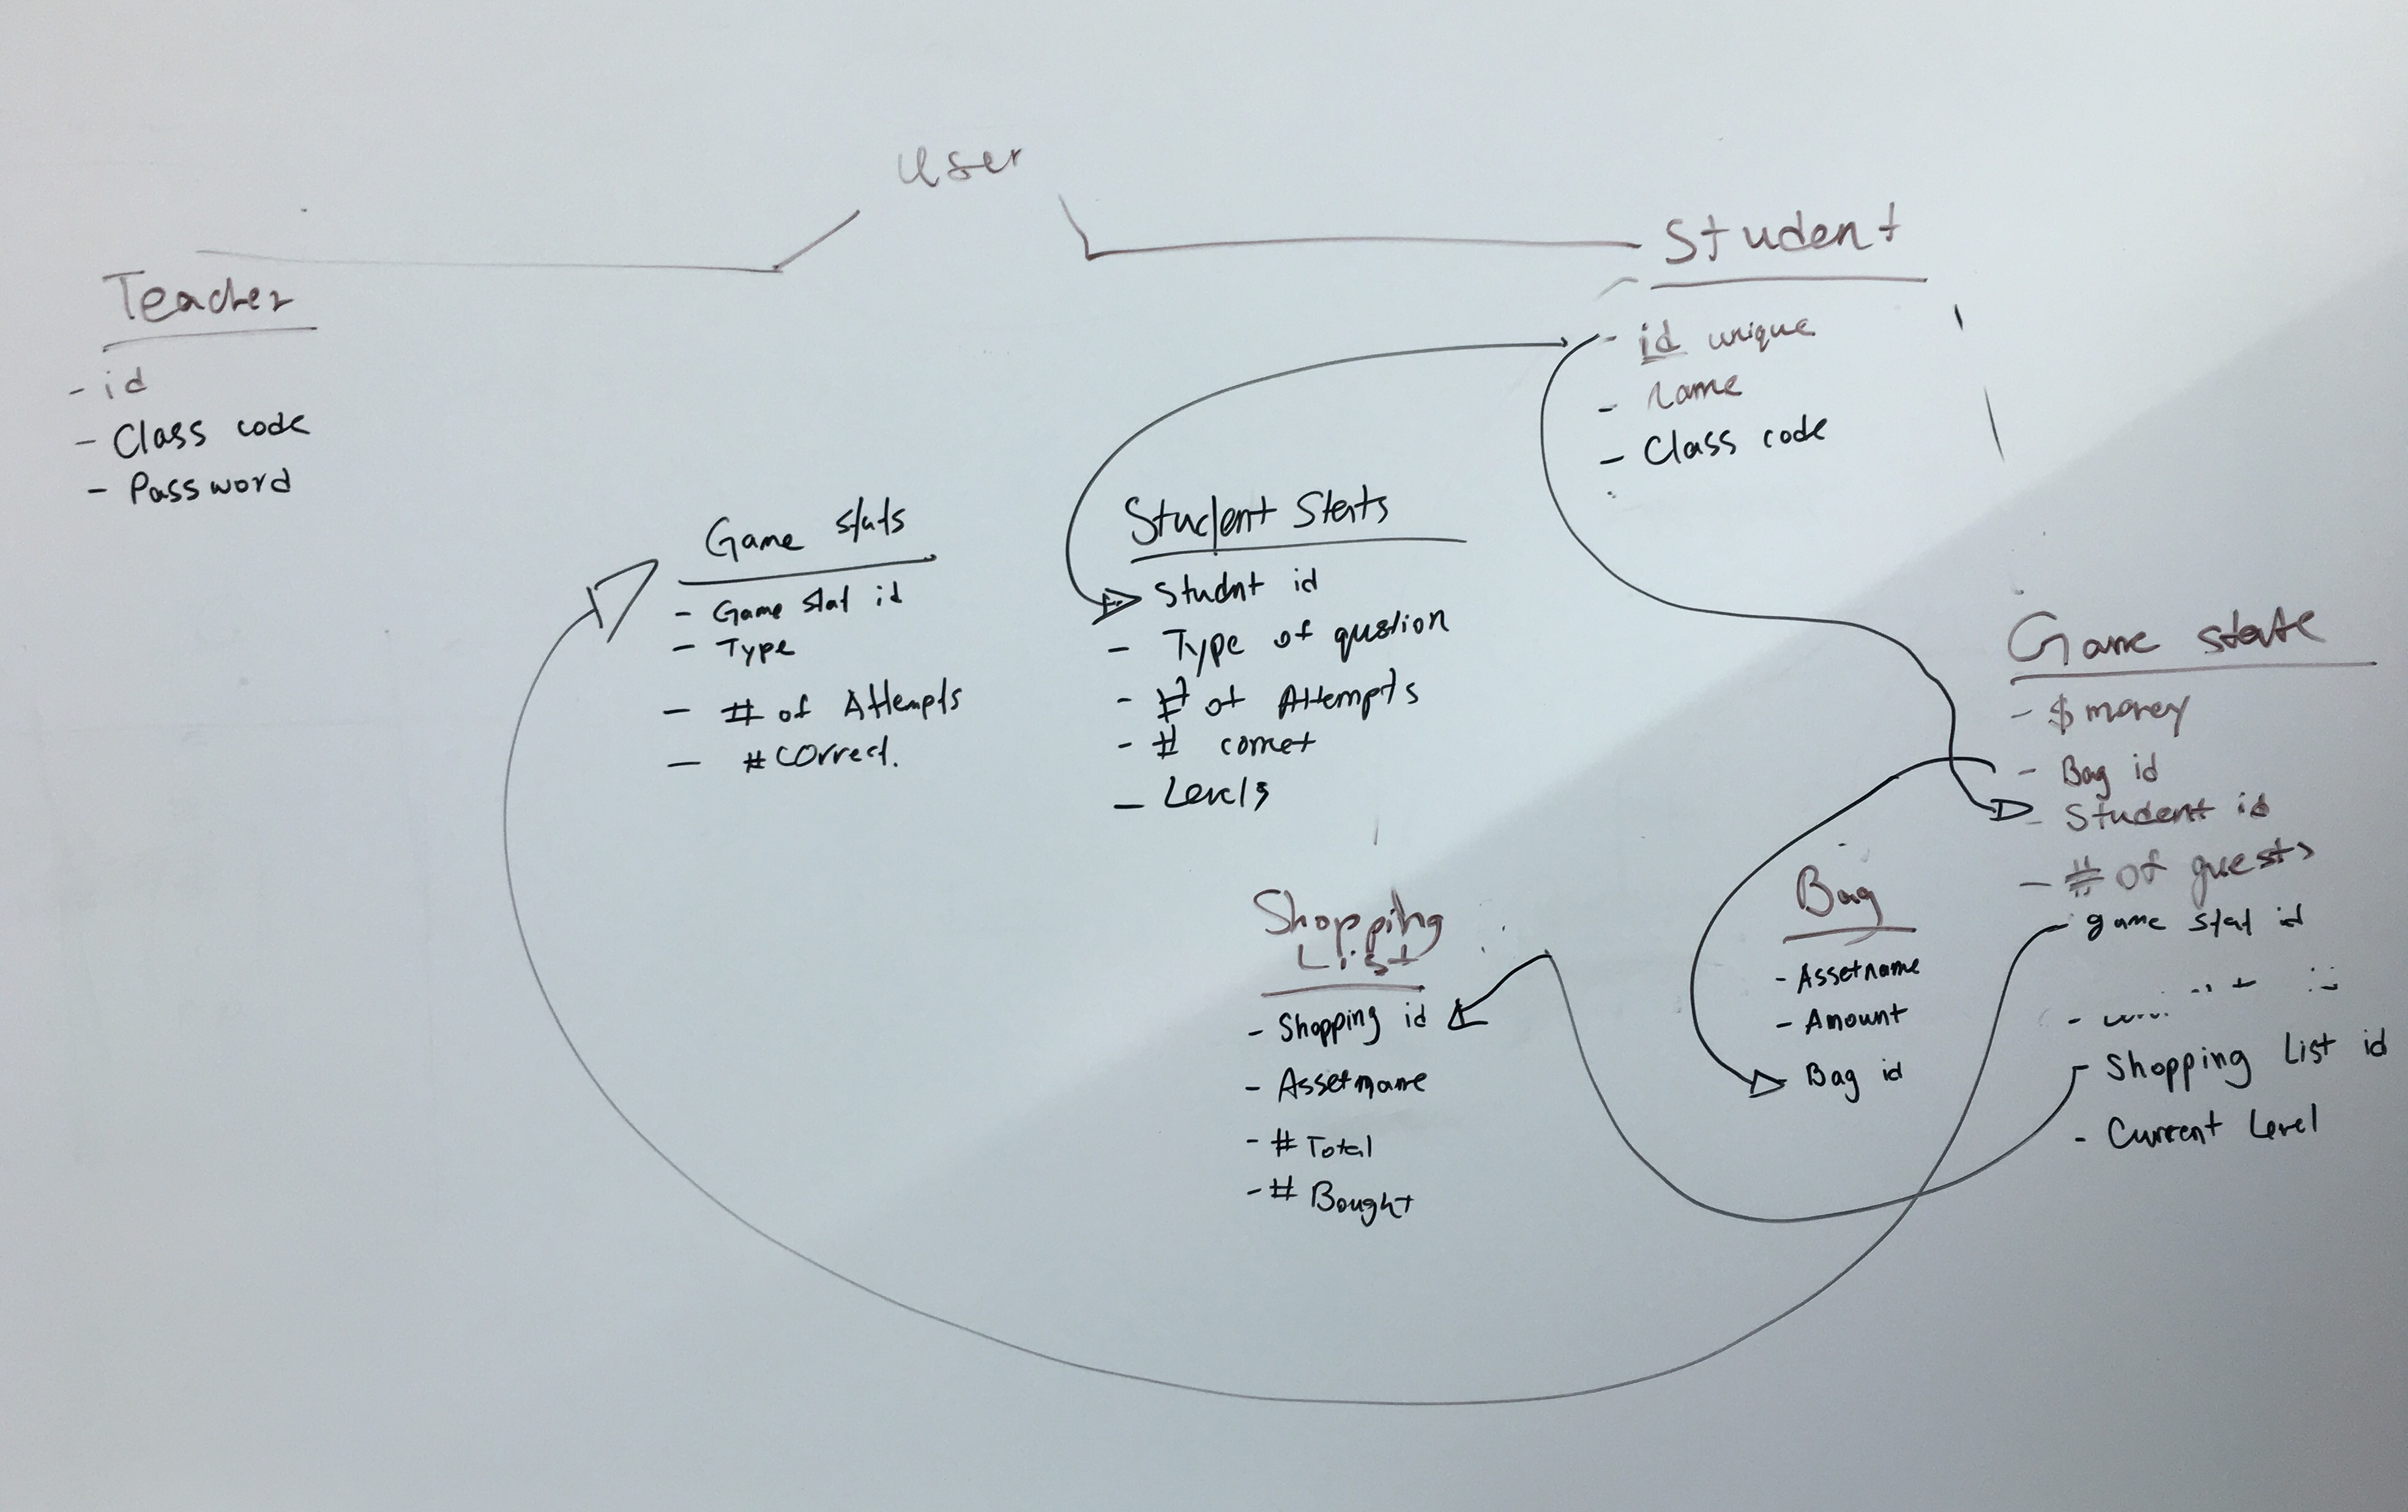 User
Teacher
- id
- Class code
- Password
Student
- id unique
- name
- Class code
Game stats
- Game stat id
- Type
- # of Attempts
- # Correct.
Student Stats
Studnt id
- Type of qustion
- # of Attempts
- # correct
- Levels
Game state
- $ money
- Bag id
- Student id
- # of guests
game stat id
- Shopping List id
- Current Level
Shopping
List
- Shopping id
- Assetname
- # Total
- # Bought
Bag
- Assetname
- Amount
- Bag id